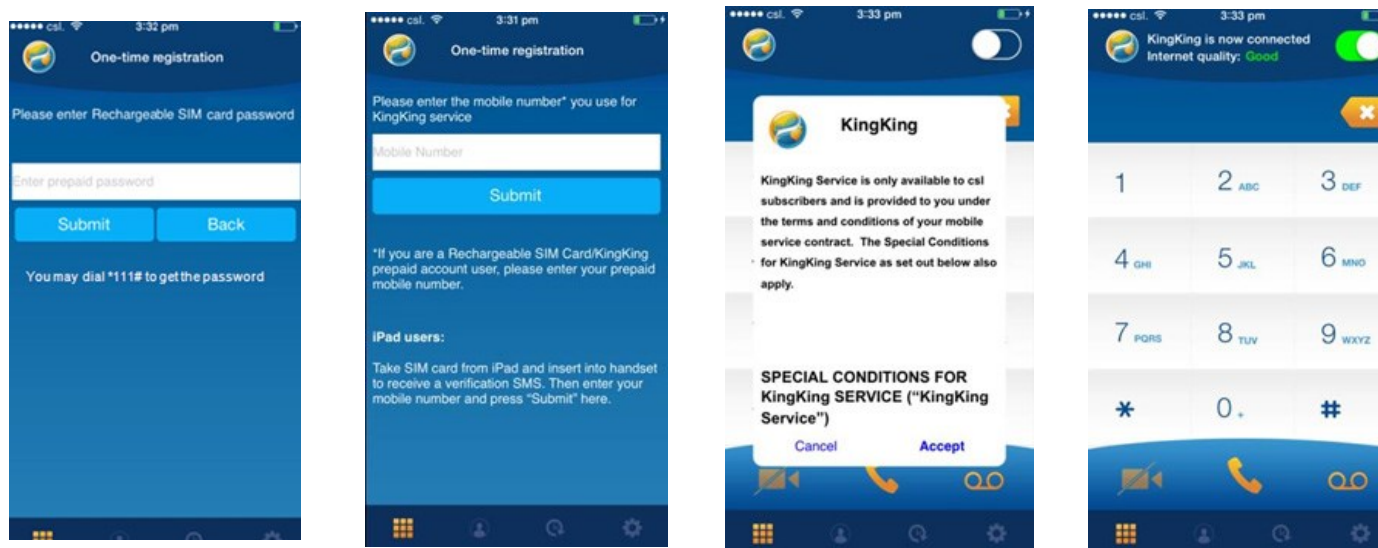 csl. 3:32 pm
One-time registration
Please enter Rechargeable SIM card password
Enter prepaid password
Submit Back
You may dial *111# to get the password
csl. 3:31 pm
One-time registration
Please enter the mobile number* you use for
KingKing service
Mobile Number
Submit
*If you are a Rechargeable SIM Card/KingKing
prepaid account user, please enter your prepaid
mobile number.
iPad users:
Take SIM card from iPad and insert into handset
to receive a verification SMS. Then enter your
mobile number and press “Submit” here.
csl. 3:33 pm
KingKing
KingKing Service is only available to csl
subscribers and is provided to you under
the terms and conditions of your mobile
service contract. The Special Conditions
for KingKing Service as set out below also
apply.
SPECIAL CONDITIONS FOR
KingKing SERVICE (“KingKing
Service”)
Cancel Accept
csl. 3:33 pm
KingKing is now connected
Internet quality: Good
1 2 ABC 3 DEF
4 GHI 5 JKL 6 MNO
7 PQRS 8 TUV 9 WXYZ
* 0 + #